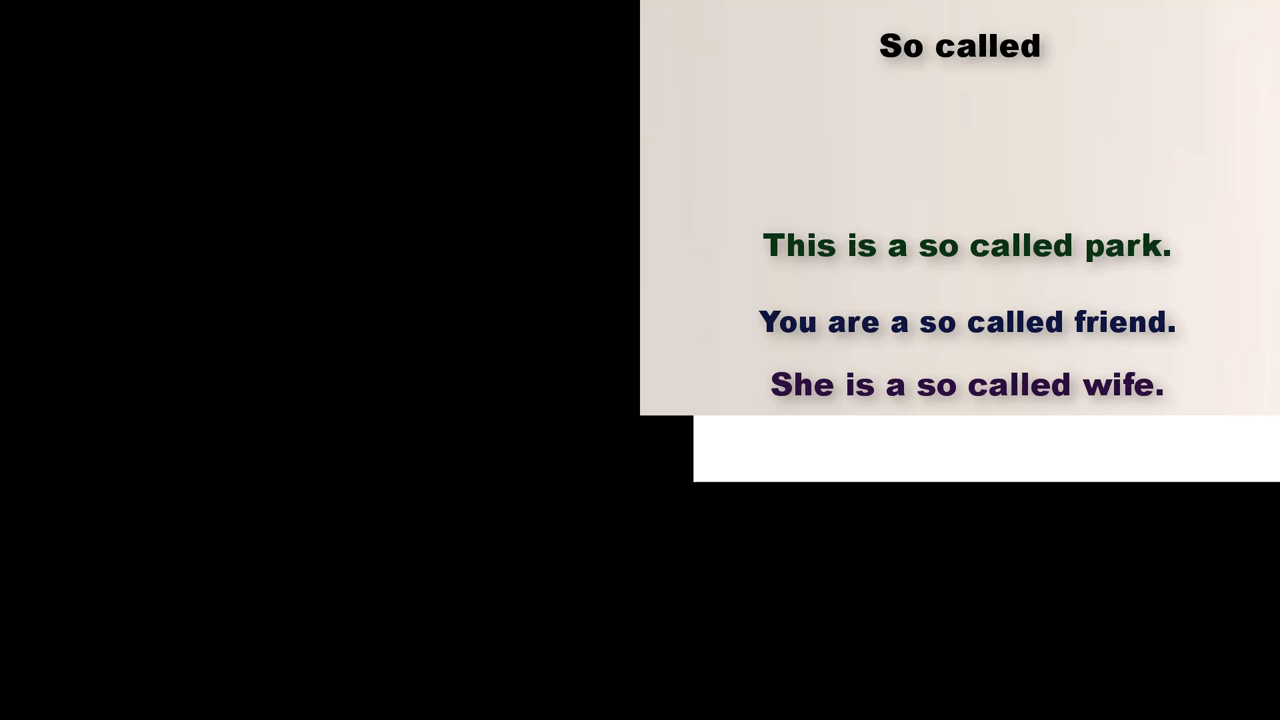 So called
This is a so called park.
You are a so called friend.
She is a so called wife.